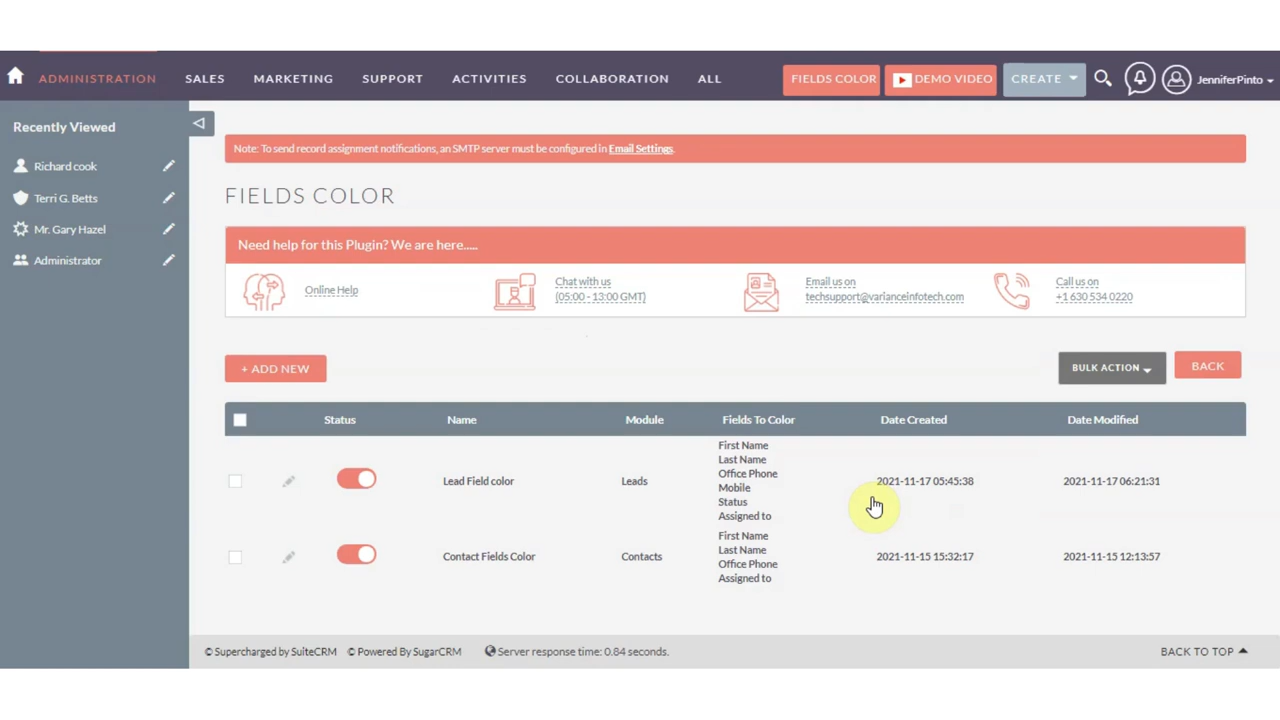 ADMINISTRATION SALES MARKETING SUPPORT ACTIVITIES COLLABORATION ALL FIELDS COLOR DEMO VIDEO CREATE JenniferPinto
Recently Viewed
Richard cook
Terri G. Betts
Mr. Gary Hazel
Administrator
Note: To send record assignment notifications, an SMTP server must be configured in Email Settings.
FIELDS COLOR
Need help for this Plugin? We are here.....
Online Help
Chat with us
(05:00 - 13:00 GMT)
Email us on
techsupport@varianceinfotech.com
Call us on
+1 630 534 0220
+ ADD NEW
BULK ACTION
BACK
Status Name Module Fields To Color Date Created Date Modified
Lead Field color
Leads
First Name
Last Name
Office Phone
Mobile
Status
Assigned to
2021-11-17 05:45:38
2021-11-17 06:21:31
Contact Fields Color
Contacts
First Name
Last Name
Office Phone
Assigned to
2021-11-15 15:32:17
2021-11-15 12:13:57
© Supercharged by SuiteCRM © Powered By SugarCRM Server response time: 0.84 seconds. BACK TO TOP